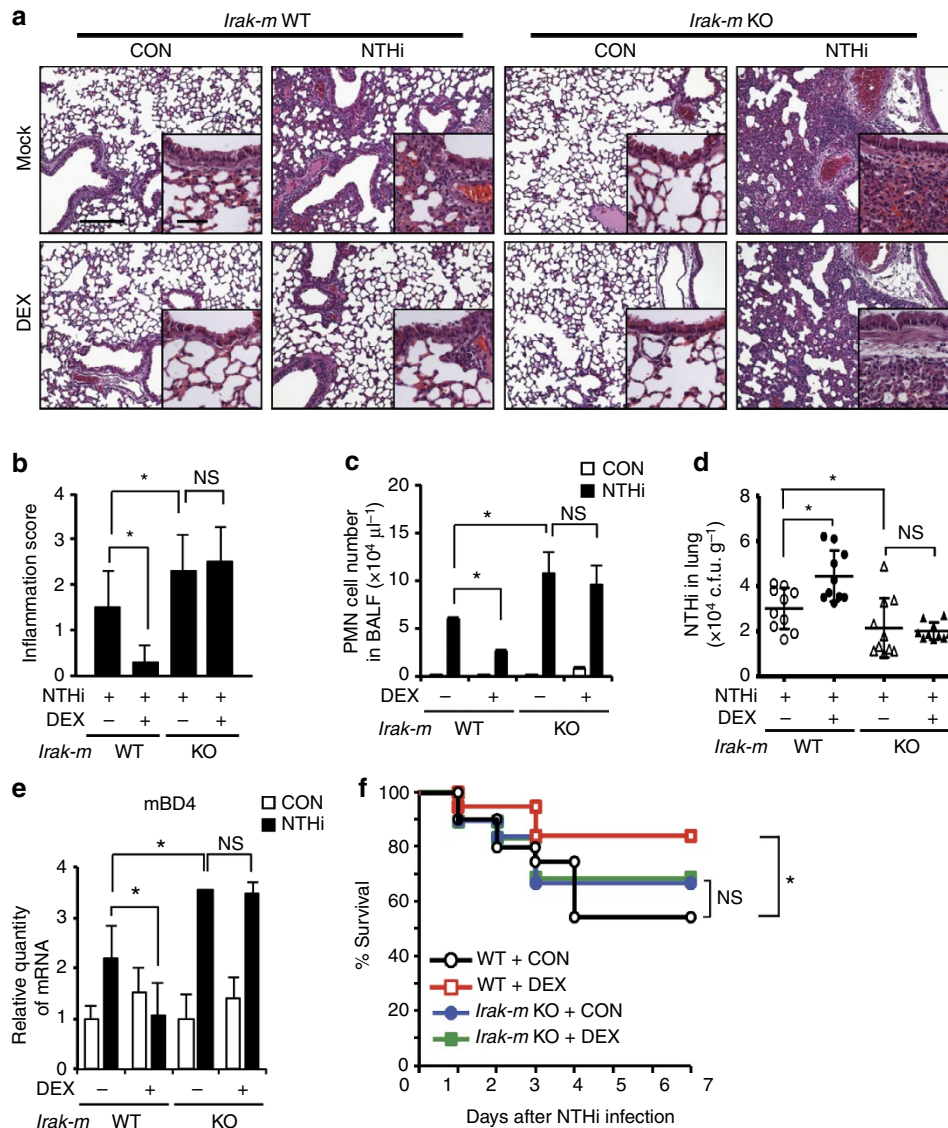 a
Irak-m WT
Irak-m KO
CON
NTHi
CON
NTHi
Mock
DEX
b
Inflammation score
4
3
2
1
0
*
*
NS
NTHi + + + +
DEX – + – +
Irak-m WT KO
c
CON
NTHi
PMN cell number
in BALF (×10⁴ μl⁻¹)
20
15
10
5
0
*
*
NS
DEX – + – +
Irak-m WT KO
d
NTHi in lung
(×10⁴ c.f.u. g⁻¹)
8
6
4
2
0
*
*
NS
NTHi + + + +
DEX – + – +
Irak-m WT KO
e
mBD4
CON
NTHi
Relative quantity
of mRNA
4
3
2
1
0
*
*
NS
DEX – + – +
Irak-m WT KO
f
% Survival
100
80
60
40
20
0
NS
*
WT + CON
WT + DEX
Irak-m KO + CON
Irak-m KO + DEX
0 1 2 3 4 5 6 7
Days after NTHi infection